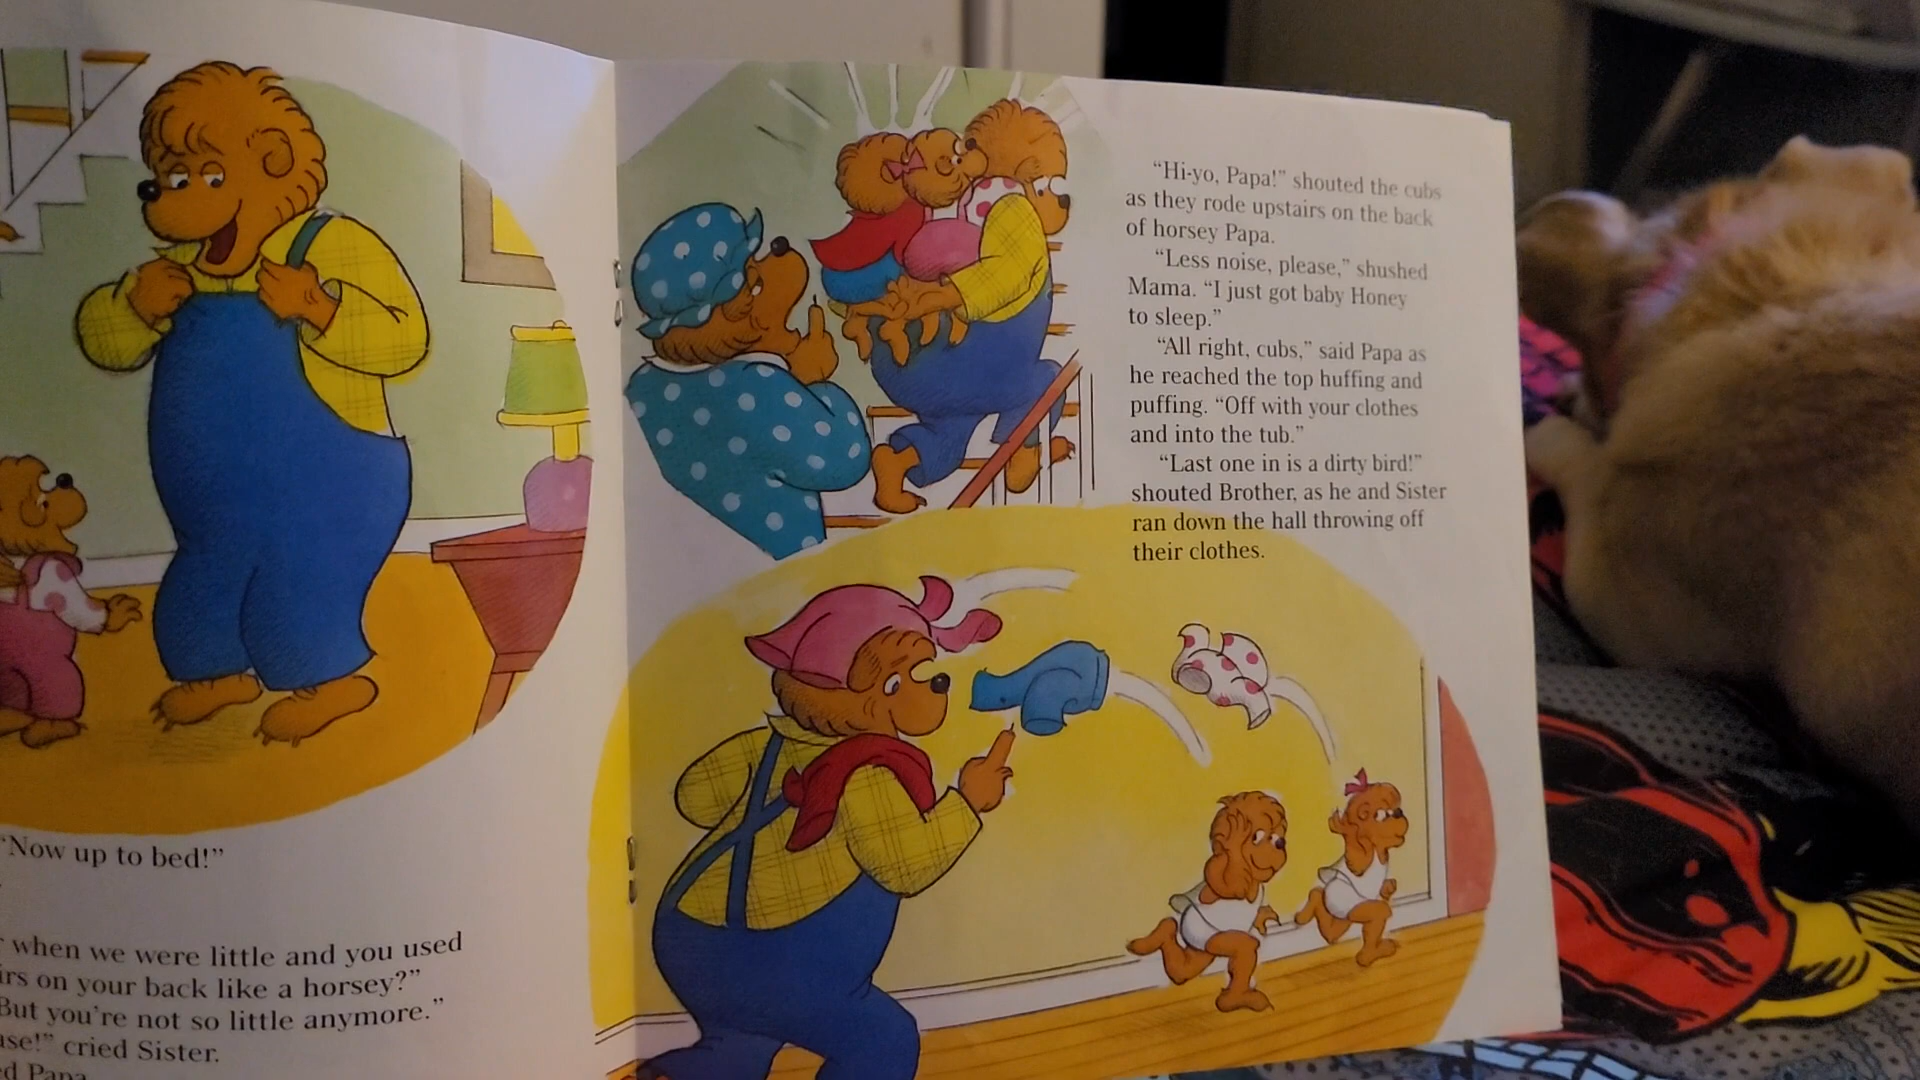 “Now up to bed!”
when we were little and you used
on your back like a horsey?”
But you’re not so little anymore.”
cried Sister.
Papa
“Hi-yo, Papa!” shouted the cubs
as they rode upstairs on the back
of horsey Papa.
“Less noise, please,” shushed
Mama. “I just got baby Honey
to sleep.”
“All right, cubs,” said Papa as
he reached the top huffing and
puffing. “Off with your clothes
and into the tub.”
“Last one in is a dirty bird!”
shouted Brother, as he and Sister
ran down the hall throwing off
their clothes.